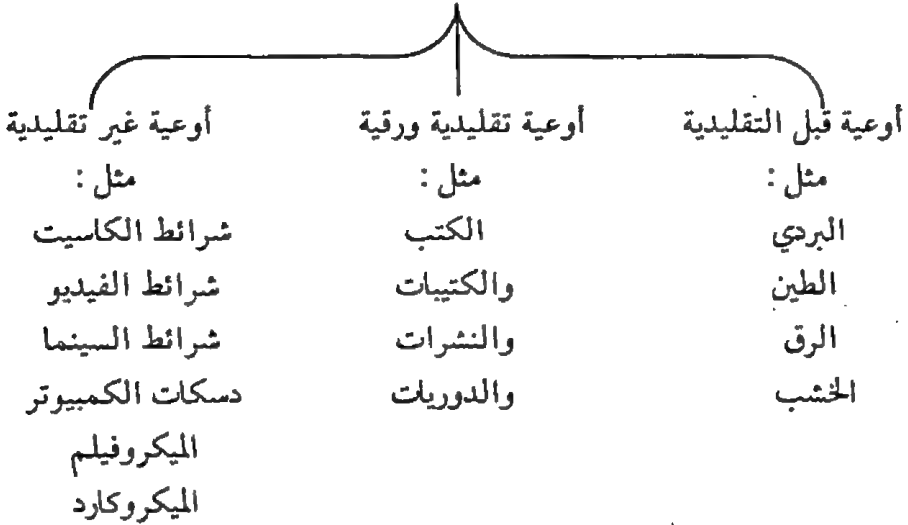 أوعية قبل التقليدية أوعية تقليدية ورقية أوعية غير تقليدية
مثل : مثل : مثل :
البردي الكتب شرائط الكاسيت
الطين والكتيبات شرائط الفيديو
الرق والنشرات شرائط السينما
الخشب والدوريات دسكات الكمبيوتر
الميكروفيلم
الميكروكارد